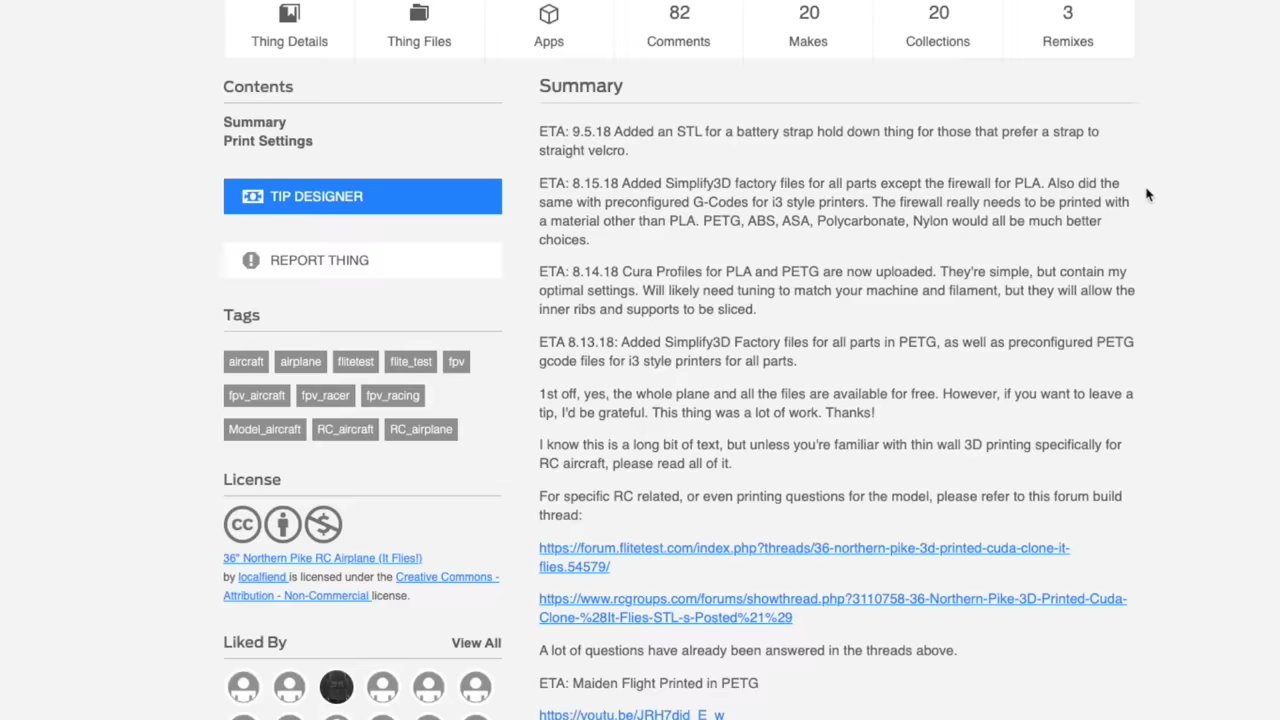 82 20 20 3
Thing Details Thing Files Apps Comments Makes Collections Remixes
Contents
Summary
Print Settings
TIP DESIGNER
REPORT THING
Tags
aircraft airplane flitetest flite_test fpv
fpv_aircraft fpv_racer fpv_racing
Model_aircraft RC_aircraft RC_airplane
License
cc
36" Northern Pike RC Airplane (It Flies!)
by localfiend is licensed under the Creative Commons -
Attribution - Non-Commercial license.
Liked By View All
Summary
ETA: 9.5.18 Added an STL for a battery strap hold down thing for those that prefer a strap to
straight velcro.
ETA: 8.15.18 Added Simplify3D factory files for all parts except the firewall for PLA. Also did the
same with preconfigured G-Codes for i3 style printers. The firewall really needs to be printed with
a material other than PLA. PETG, ABS, ASA, Polycarbonate, Nylon would all be much better
choices.
ETA: 8.14.18 Cura Profiles for PLA and PETG are now uploaded. They're simple, but contain my
optimal settings. Will likely need tuning to match your machine and filament, but they will allow the
inner ribs and supports to be sliced.
ETA 8.13.18: Added Simplify3D Factory files for all parts in PETG, as well as preconfigured PETG
gcode files for i3 style printers for all parts.
1st off, yes, the whole plane and all the files are available for free. However, if you want to leave a
tip, I'd be grateful. This thing was a lot of work. Thanks!
I know this is a long bit of text, but unless you're familiar with thin wall 3D printing specifically for
RC aircraft, please read all of it.
For specific RC related, or even printing questions for the model, please refer to this forum build
thread:
https://forum.flitetest.com/index.php?threads/36-northern-pike-3d-printed-cuda-clone-it-
flies.54579/
https://www.rcgroups.com/forums/showthread.php?3110758-36-Northern-Pike-3D-Printed-Cuda-
Clone-%28It-Flies-STL-s-Posted%21%29
A lot of questions have already been answered in the threads above.
ETA: Maiden Flight Printed in PETG
https://youtu.be/JRH7did_E_w